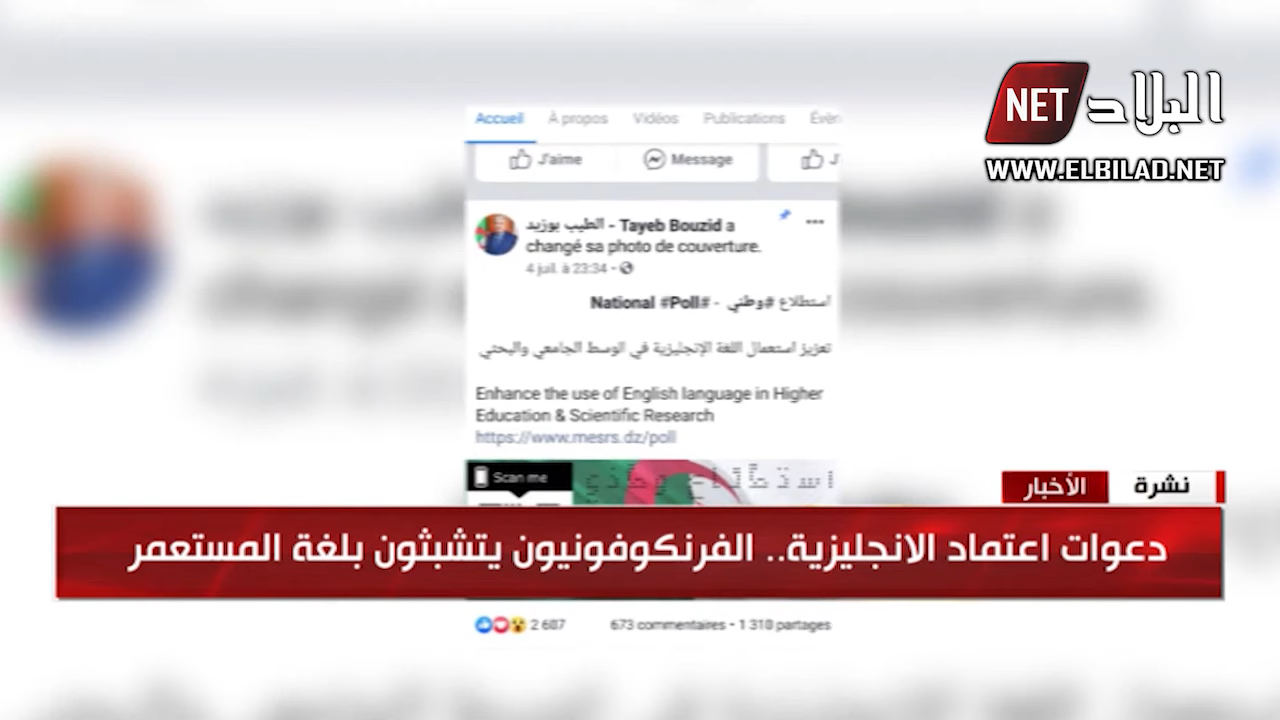 NET البلاد
WWW.ELBILAD.NET
Accueil À propos Vidéos Publications
J'aime Message
الطيب بوزيد - Tayeb Bouzid a
changé sa photo de couverture.
4 juil. à 23:34
استطلاع #وطني - National #Poll#
تعزيز استعمال اللغة الإنجليزية في الوسط الجامعي والبحثي
Enhance the use of English language in Higher
Education & Scientific Research
https://www.mesrs.dz/poll
Scan me
استطلاع وطني
نشرة الأخبار
دعوات اعتماد الانجليزية.. الفرنكوفونيون يتشبثون بلغة المستعمر
2 687 673 commentaires • 1 310 partages